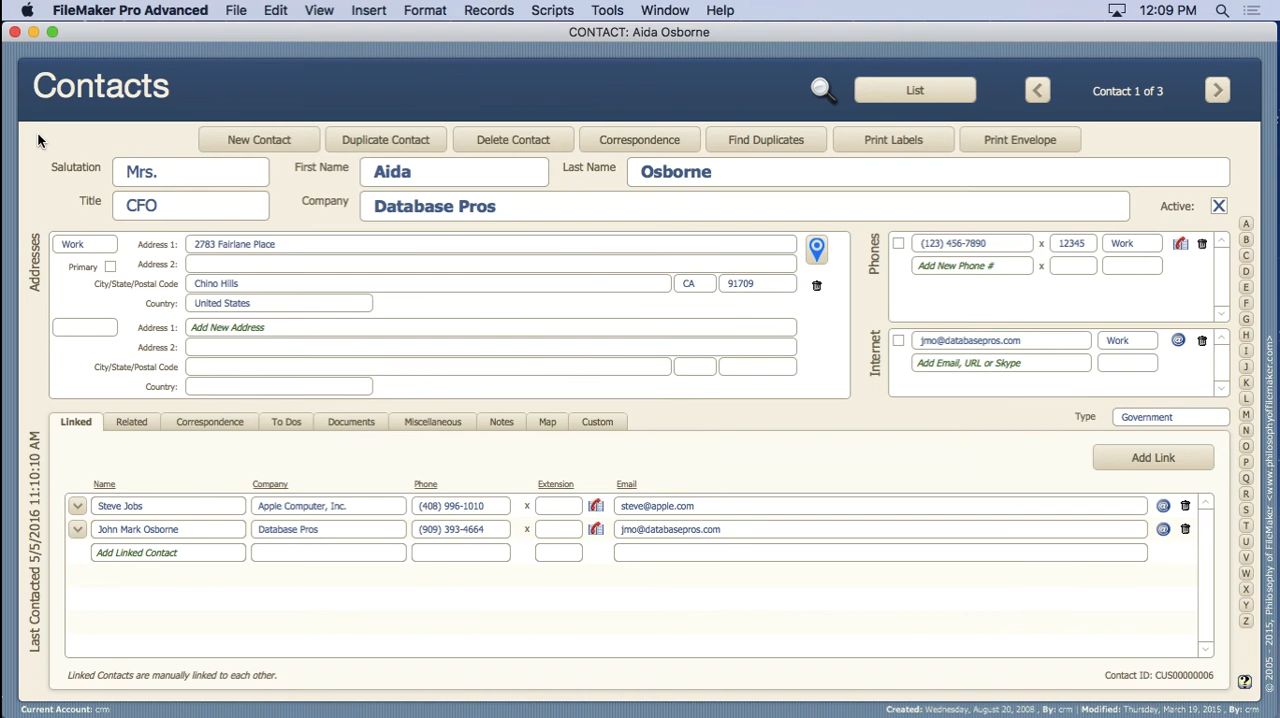 FileMaker Pro Advanced File Edit View Insert Format Records Scripts Tools Window Help 12:09 PM
CONTACT: Aida Osborne
Contacts
List
Contact 1 of 3
New Contact Duplicate Contact Delete Contact Correspondence Find Duplicates Print Labels Print Envelope
Salutation Mrs. First Name Aida Last Name Osborne
Title CFO Company Database Pros Active: X
Addresses
Work Address 1: 2783 Fairlane Place
Primary Address 2:
City/State/Postal Code Chino Hills CA 91709
Country: United States
Address 1: Add New Address
Address 2:
City/State/Postal Code
Country:
Phones
(123) 456-7890 x 12345 Work
Add New Phone # x
Internet
jmo@databasepros.com Work @
Add Email, URL or Skype
Linked Related Correspondence To Dos Documents Miscellaneous Notes Map Custom
Type Government
Add Link
Name Company Phone Extension Email
Steve Jobs Apple Computer, Inc. (408) 996-1010 x steve@apple.com @
John Mark Osborne Database Pros (909) 393-4664 x jmo@databasepros.com @
Add Linked Contact
Linked Contacts are manually linked to each other.
Contact ID: CUS00000006
?
Last Contacted 5/5/2016 11:10:10 AM
A
B
C
D
E
F
G
H
I
J
K
L
M
N
O
P
Q
R
S
T
U
V
W
X
Y
Z
© 2005 - 2015, Philosophy of FileMaker <www.philosophyoffilemaker.com>
Current Account: crm
Created: Wednesday, August 20, 2008 , By: crm | Modified: Thursday, March 19, 2015 , By: crm